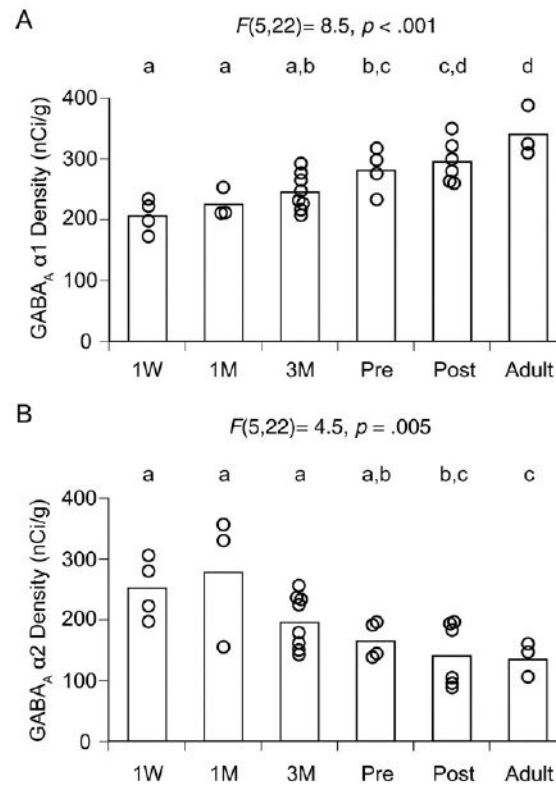 A
F(5,22)= 8.5, p < .001
a a a,b b,c c,d d
400
300
200
100
0
GABAA α1 Density (nCi/g)
1W 1M 3M Pre Post Adult
B
F(5,22)= 4.5, p = .005
a a a a,b b,c c
400
300
200
100
0
GABAA α2 Density (nCi/g)
1W 1M 3M Pre Post Adult